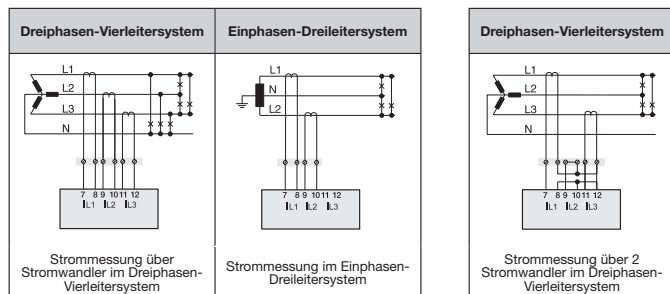 Dreiphasen-Vierleitersystem
L1
L2
L3
N
7 8 9 10 11 12
IL1 IL2 IL3
Strommessung über
Stromwandler im Dreiphasen-
Vierleitersystem
Einphasen-Dreileitersystem
L1
N
L2
7 8 9 10 11 12
IL1 IL2 IL3
Strommessung im Einphasen-
Dreileitersystem
Dreiphasen-Vierleitersystem
L1
L2
L3
N
7 8 9 10 11 12
IL1 IL2 IL3
Strommessung über 2
Stromwandler im Dreiphasen-
Vierleitersystem